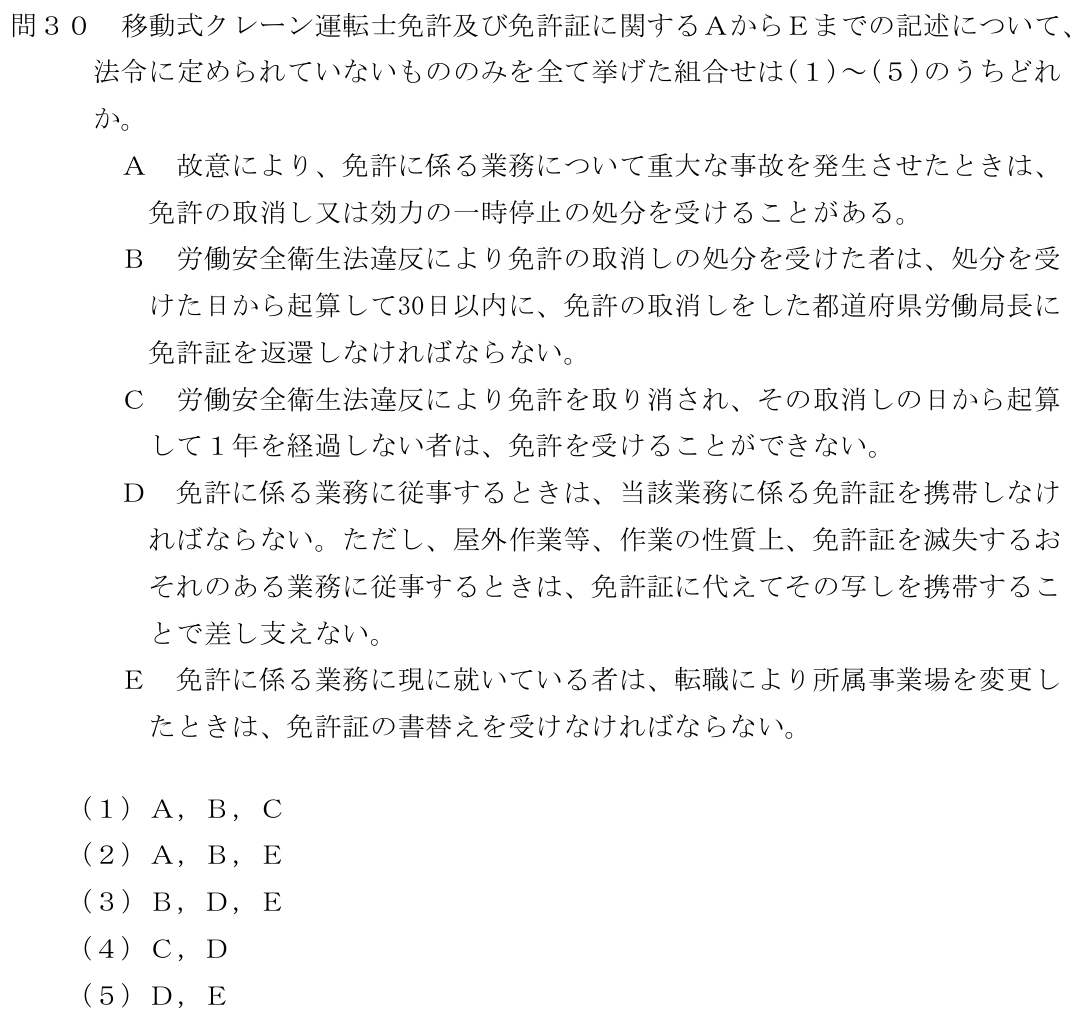 問３０　移動式クレーン運転士免許及び免許証に関するＡからＥまでの記述について、
法令に定められていないもののみを全て挙げた組合せは(１)～(５)のうちどれ
か。
Ａ　故意により、免許に係る業務について重大な事故を発生させたときは、
免許の取消し又は効力の一時停止の処分を受けることがある。
Ｂ　労働安全衛生法違反により免許の取消しの処分を受けた者は、処分を受
けた日から起算して30日以内に、免許の取消しをした都道府県労働局長に
免許証を返還しなければならない。
Ｃ　労働安全衛生法違反により免許を取り消され、その取消しの日から起算
して１年を経過しない者は、免許を受けることができない。
Ｄ　免許に係る業務に従事するときは、当該業務に係る免許証を携帯しなけ
ればならない。ただし、屋外作業等、作業の性質上、免許証を滅失するお
それのある業務に従事するときは、免許証に代えてその写しを携帯するこ
とで差し支えない。
Ｅ　免許に係る業務に現に就いている者は、転職により所属事業場を変更し
たときは、免許証の書替えを受けなければならない。
(１) Ａ，Ｂ，Ｃ
(２) Ａ，Ｂ，Ｅ
(３) Ｂ，Ｄ，Ｅ
(４) Ｃ，Ｄ
(５) Ｄ，Ｅ